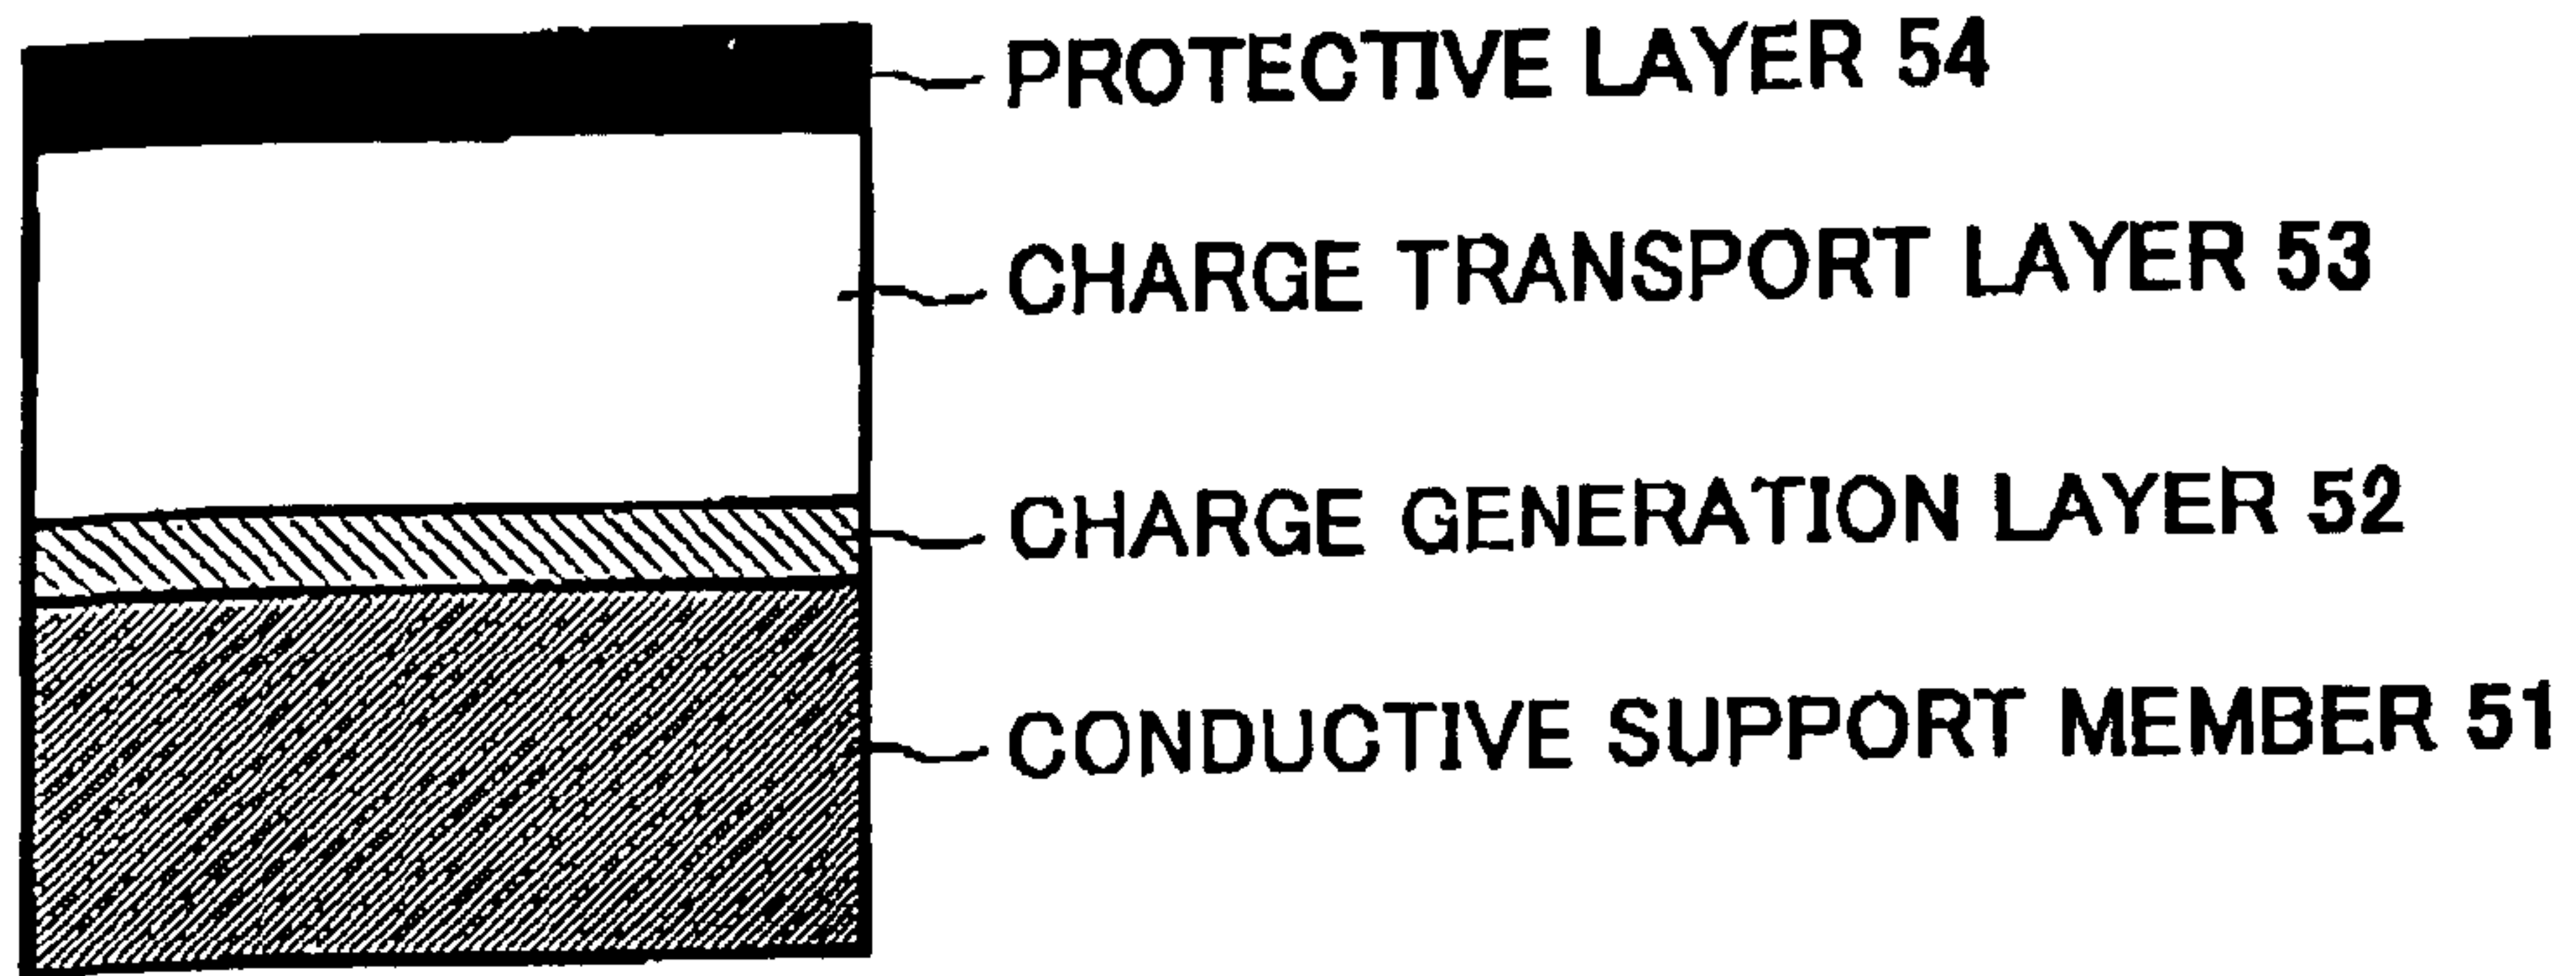 PROTECTIVE LAYER 54
CHARGE TRANSPORT LAYER 53
CHARGE GENERATION LAYER 52
CONDUCTIVE SUPPORT MEMBER 51